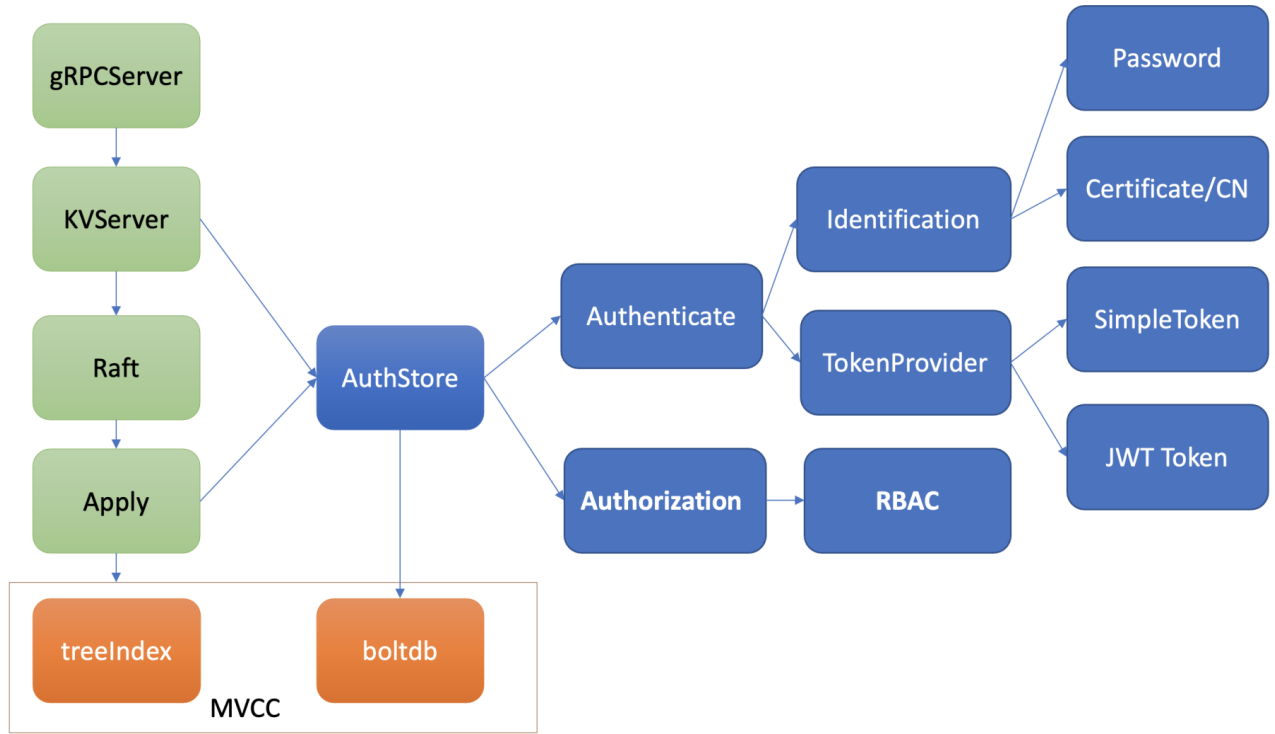 gRPCServer
KVServer
Raft
Apply
treeIndex
boltdb
MVCC
AuthStore
Authenticate
Authorization
Identification
TokenProvider
RBAC
Password
Certificate/CN
SimpleToken
JWT Token